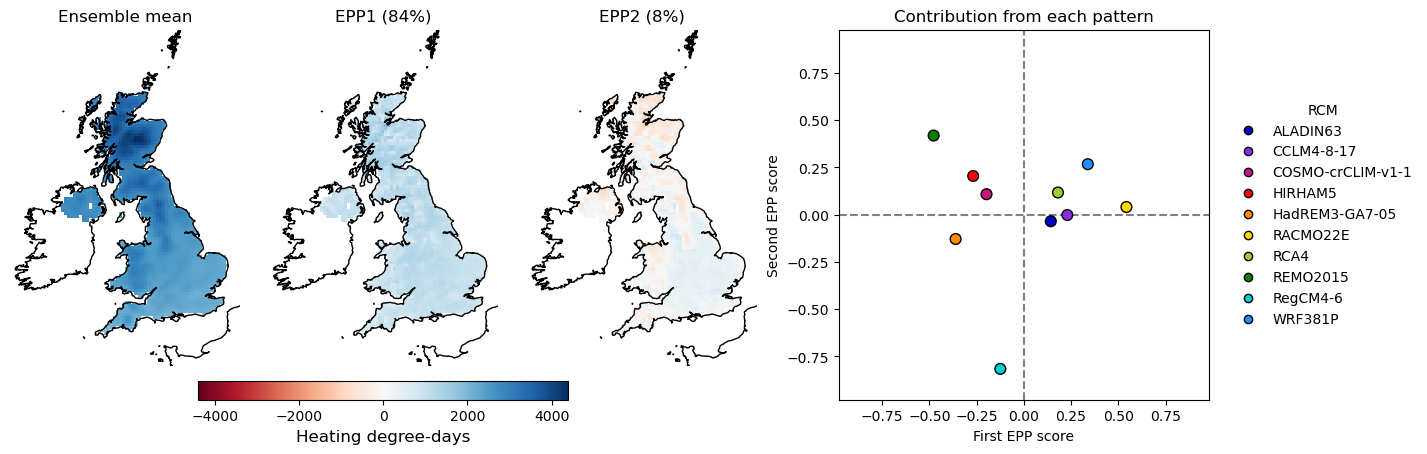 Ensemble mean
EPP1 (84%)
EPP2 (8%)
−4000
−2000
0
2000
4000
Heating degree-days
Contribution from each pattern
Second EPP score
0.75
0.50
0.25
0.00
−0.25
−0.50
−0.75
−0.75
−0.50
−0.25
0.00
0.25
0.50
0.75
First EPP score
RCM
ALADIN63
CCLM4-8-17
COSMO-crCLIM-v1-1
HIRHAM5
HadREM3-GA7-05
RACMO22E
RCA4
REMO2015
RegCM4-6
WRF381P